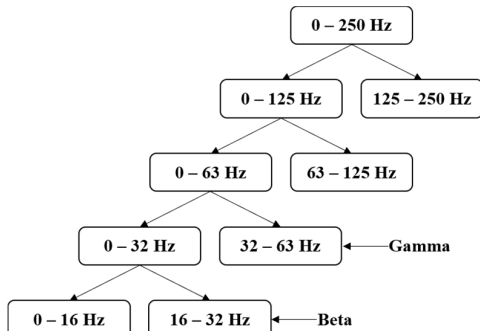 0 – 250 Hz
0 – 125 Hz
125 – 250 Hz
0 – 63 Hz
63 – 125 Hz
0 – 32 Hz
32 – 63 Hz
Gamma
0 – 16 Hz
16 – 32 Hz
Beta